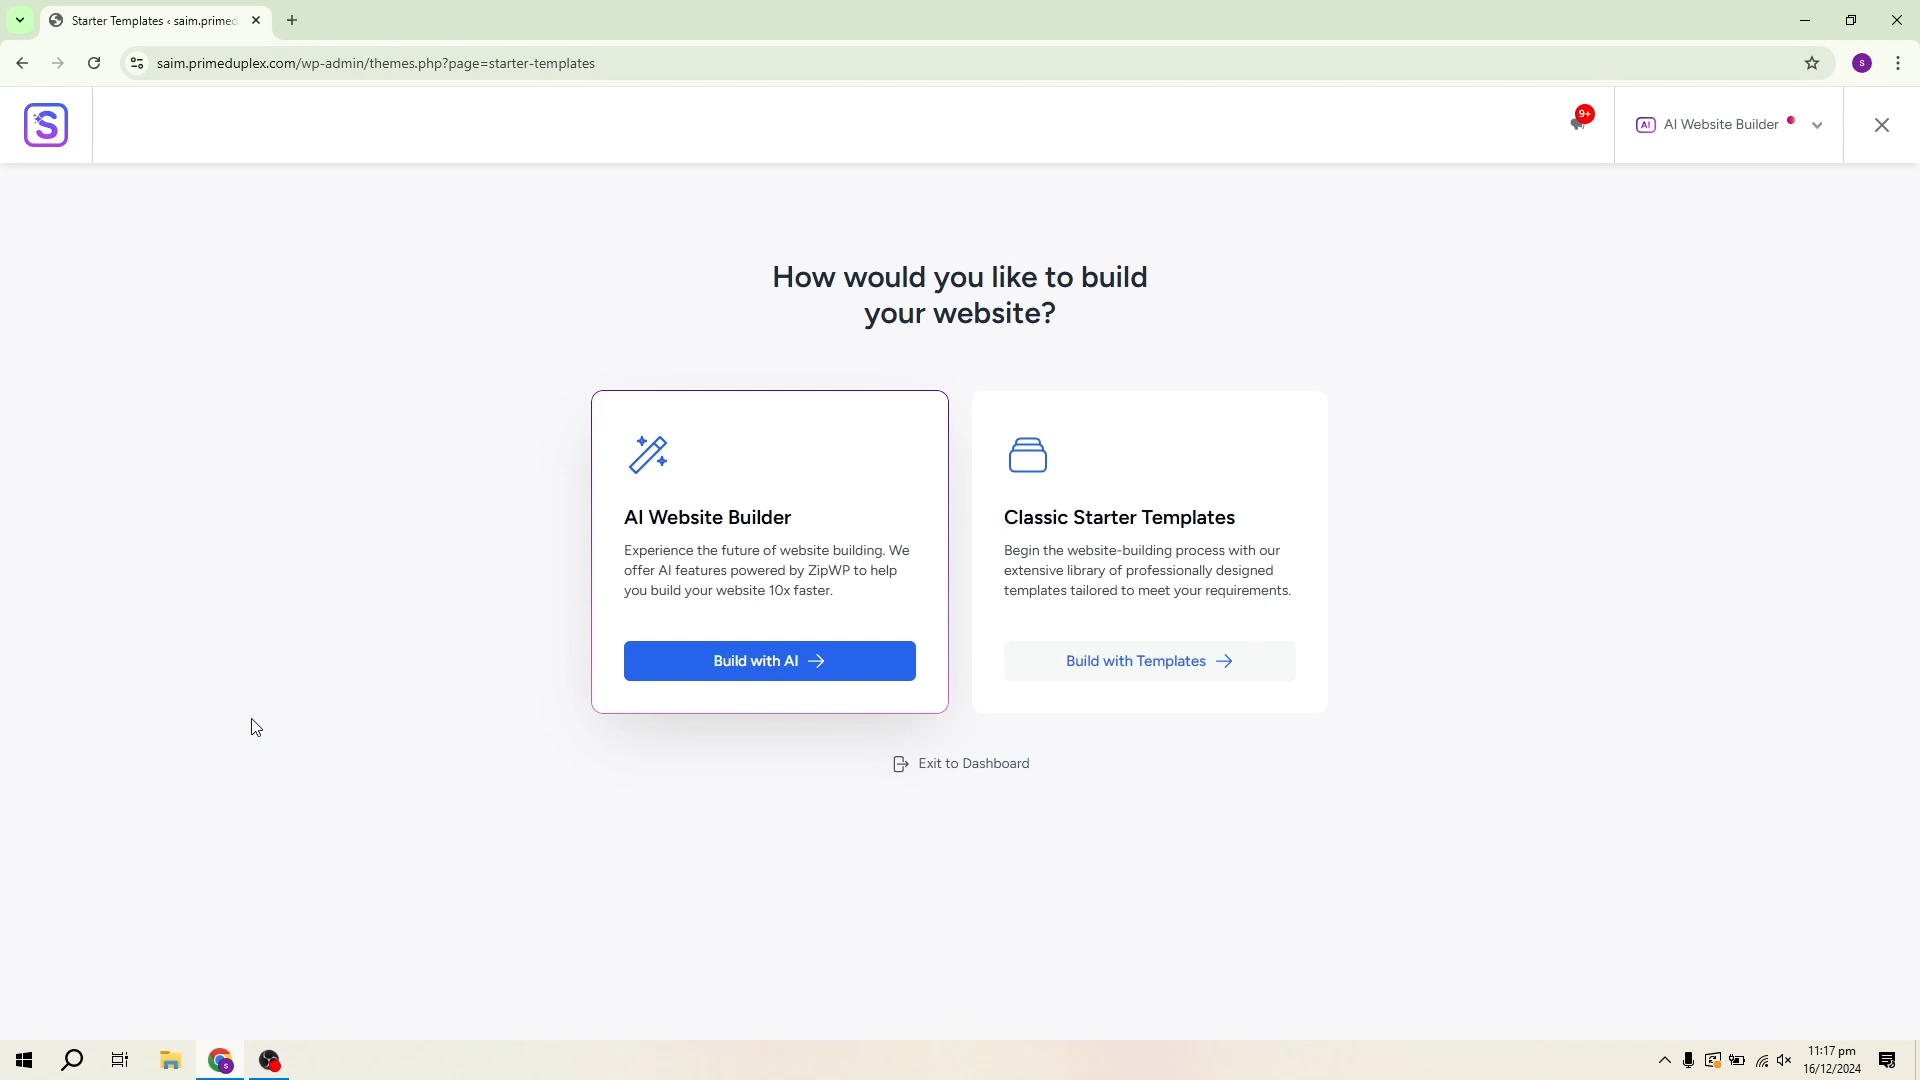 Starter Templates ‹ saim.primed
saim.primeduplex.com/wp-admin/themes.php?page=starter-templates
S
S
9+
AI AI Website Builder
How would you like to build
your website?
AI Website Builder
Experience the future of website building. We
offer AI features powered by ZipWP to help
you build your website 10x faster.
Build with AI
Classic Starter Templates
Begin the website-building process with our
extensive library of professionally designed
templates tailored to meet your requirements.
Build with Templates
Exit to Dashboard
S
11:17 pm
16/12/2024